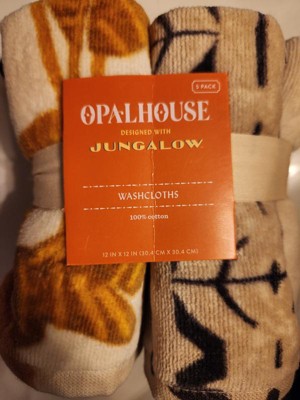 5 PACK
OPALHOUSE
DESIGNED WITH
JUNGALOW
WASHCLOTHS
100% cotton
12 IN X 12 IN (30.4 CM X 30.4 CM)